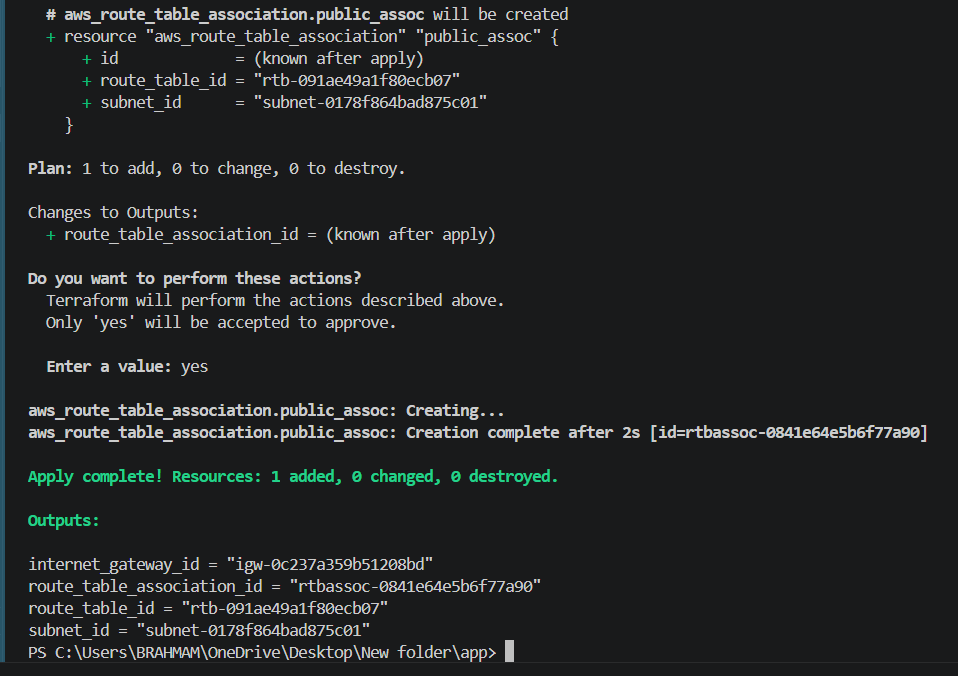 # aws_route_table_association.public_assoc will be created
+ resource "aws_route_table_association" "public_assoc" {
+ id = (known after apply)
+ route_table_id = "rtb-091ae49a1f80ecb07"
+ subnet_id = "subnet-0178f864bad875c01"
}
Plan: 1 to add, 0 to change, 0 to destroy.
Changes to Outputs:
+ route_table_association_id = (known after apply)
Do you want to perform these actions?
Terraform will perform the actions described above.
Only 'yes' will be accepted to approve.
Enter a value: yes
aws_route_table_association.public_assoc: Creating...
aws_route_table_association.public_assoc: Creation complete after 2s [id=rtbassoc-0841e64e5b6f77a90]
Apply complete! Resources: 1 added, 0 changed, 0 destroyed.
Outputs:
internet_gateway_id = "igw-0c237a359b51208bd"
route_table_association_id = "rtbassoc-0841e64e5b6f77a90"
route_table_id = "rtb-091ae49a1f80ecb07"
subnet_id = "subnet-0178f864bad875c01"
PS C:\Users\BRAHMAM\OneDrive\Desktop\New folder\app>